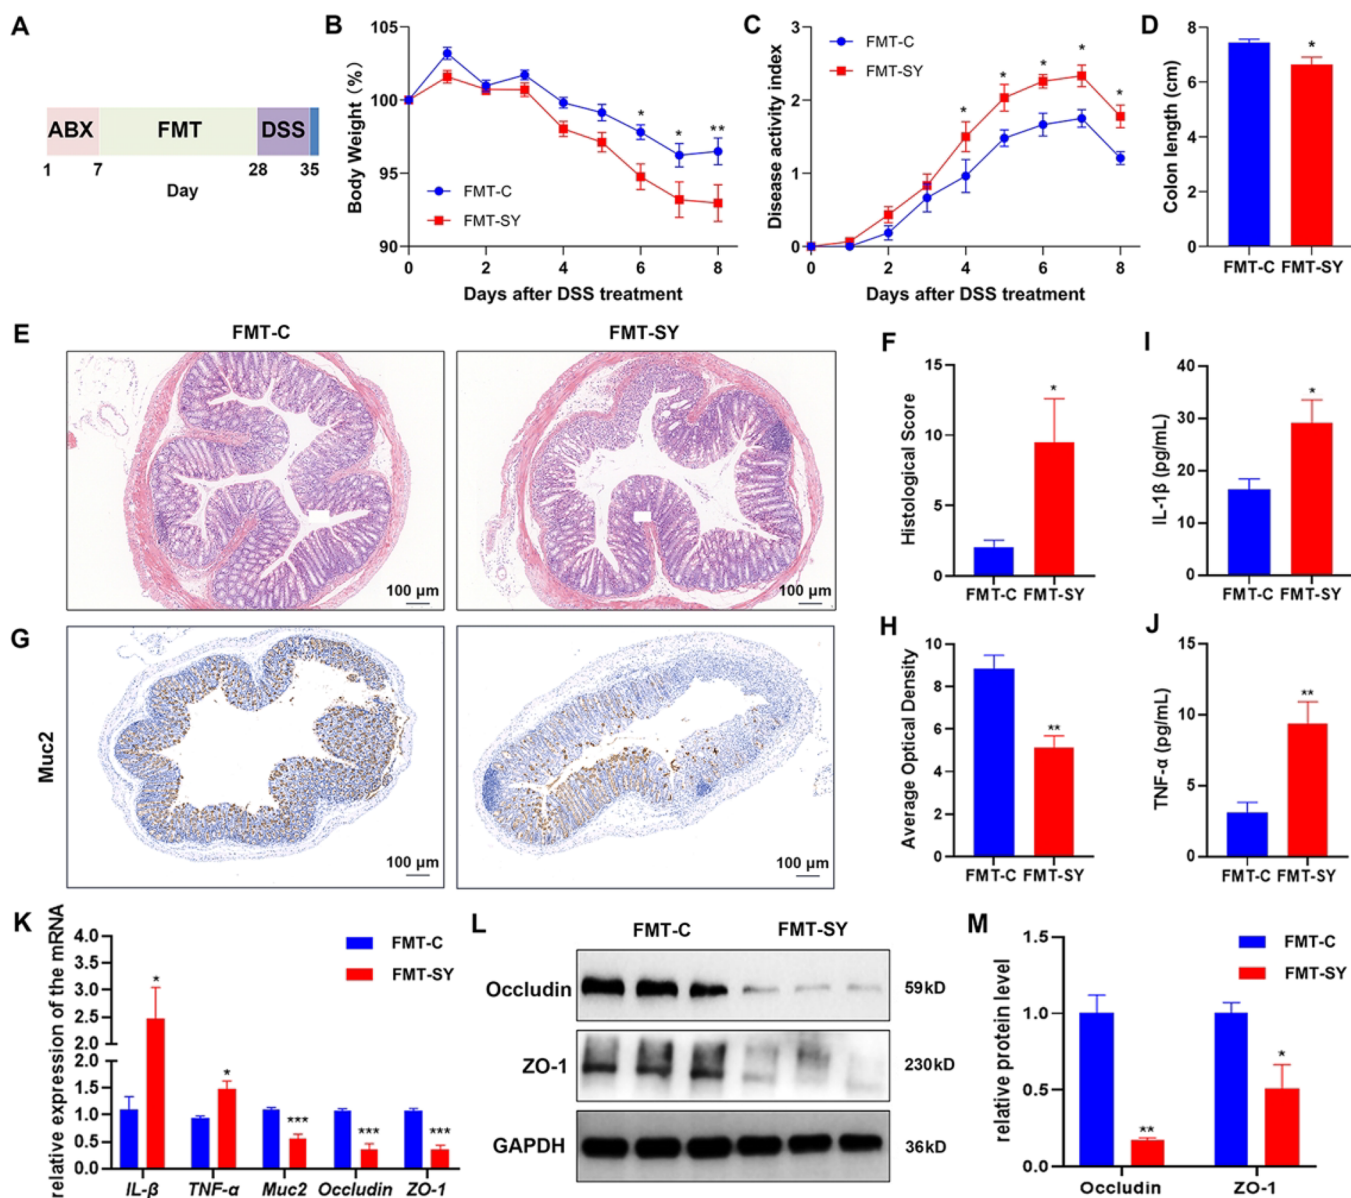 A
ABX FMT DSS
1 7 28 35
Day
B
105
100
95
90
Body Weight (%)
FMT-C
FMT-SY
0 2 4 6 8
* * **
Days after DSS treatment
C
3
2
1
0
Disease activity index
FMT-C
FMT-SY
* * * * *
0 2 4 6 8
Days after DSS treatment
D
8
6
4
2
0
Colon length (cm)
*
FMT-C FMT-SY
E
FMT-C FMT-SY
100 μm 100 μm
F
15
10
5
0
Histological Score
*
FMT-C FMT-SY
I
40
30
20
10
0
IL-1β (pg/mL)
*
FMT-C FMT-SY
G
Muc2
100 μm 100 μm
H
10
8
6
4
2
0
Average Optical Density
**
FMT-C FMT-SY
J
15
10
5
0
TNF-α (pg/mL)
**
FMT-C FMT-SY
K
relative expression of the mRNA
4.0
3.5
3.0
2.5
2.0
2.0
1.5
1.0
0.5
0.0
FMT-C
FMT-SY
* * *** *** ***
IL-β TNF-α Muc2 Occludin ZO-1
L
FMT-C FMT-SY
Occludin 59kD
ZO-1 230kD
GAPDH 36kD
M
relative protein level
1.5
1.0
0.5
0.0
FMT-C
FMT-SY
** *
Occludin ZO-1